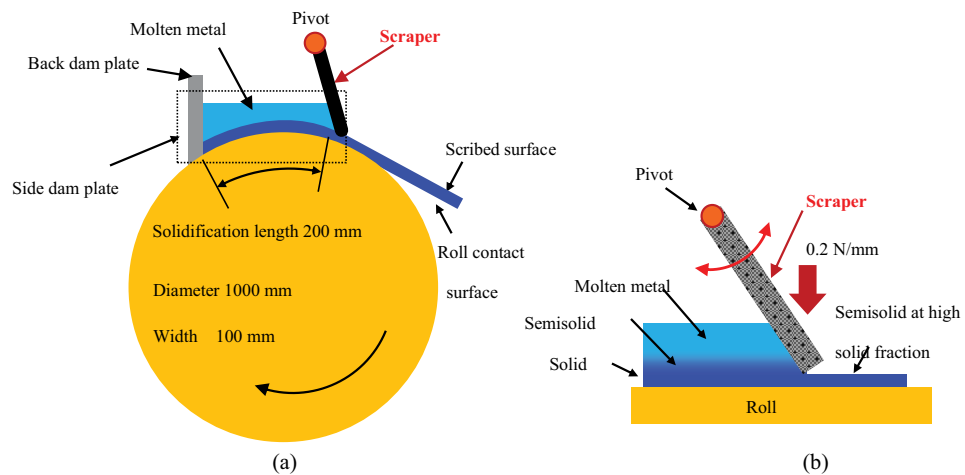 Pivot
Molten metal
Scraper
Back dam plate
Side dam plate
Scribed surface
Solidification length 200 mm
Roll contact
surface
Diameter 1000 mm
Width 100 mm
(a)
Pivot
Scraper
0.2 N/mm
Molten metal
Semisolid
Solid
Semisolid at high
solid fraction
Roll
(b)